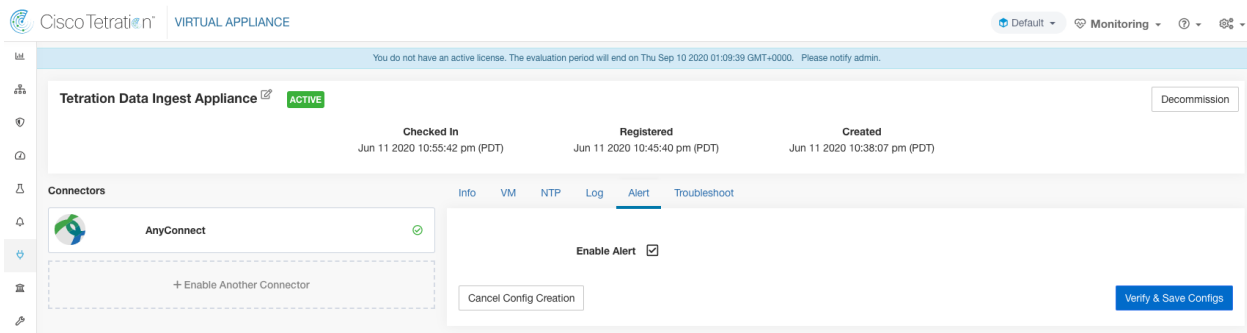 Cisco Tetration™ VIRTUAL APPLIANCE Default Monitoring
You do not have an active license. The evaluation period will end on Thu Sep 10 2020 01:09:39 GMT+0000. Please notify admin.
Tetration Data Ingest Appliance ACTIVE Decommission
Checked In Registered Created
Jun 11 2020 10:55:42 pm (PDT) Jun 11 2020 10:45:40 pm (PDT) Jun 11 2020 10:38:07 pm (PDT)
Connectors Info VM NTP Log Alert Troubleshoot
AnyConnect
Enable Alert
+ Enable Another Connector
Cancel Config Creation Verify & Save Configs